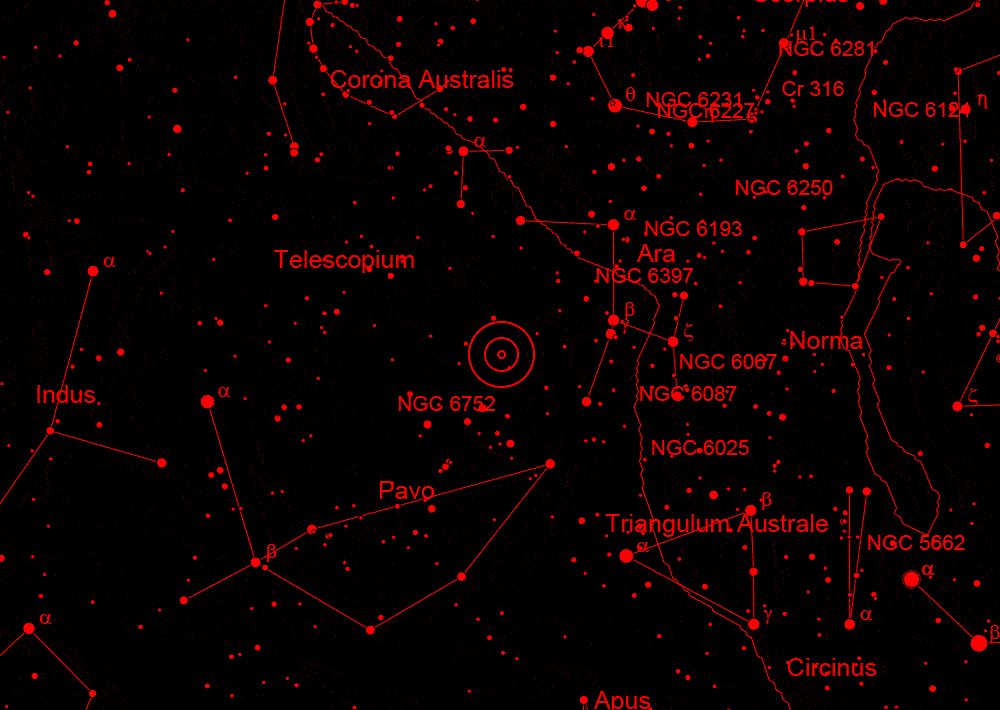 Scorpius
κ
ι1
μ1
NGC 6281
Corona Australis
θ
Cr 316
NGC 6231
NGC 6227
NGC 6124
η
α
NGC 6250
α
NGC 6193
Ara
Telescopium
α
NGC 6397
β
γ
ζ
Norma
NGC 6067
Indus
α
NGC 6752
NGC 6087
ζ
NGC 6025
Pavo
β
Triangulum Australe
α
NGC 5662
β
α
α
γ
α
β
Circinus
Apus